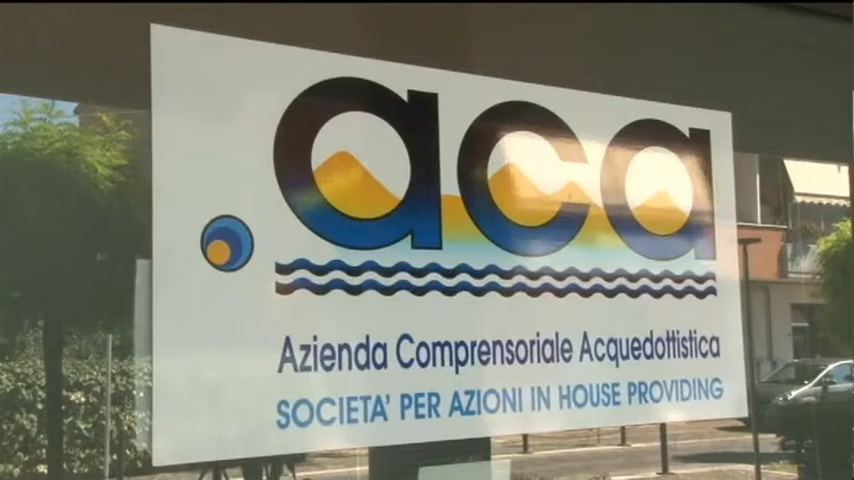 aca
Azienda Comprensoriale Acquedottistica
SOCIETA' PER AZIONI IN HOUSE PROVIDING